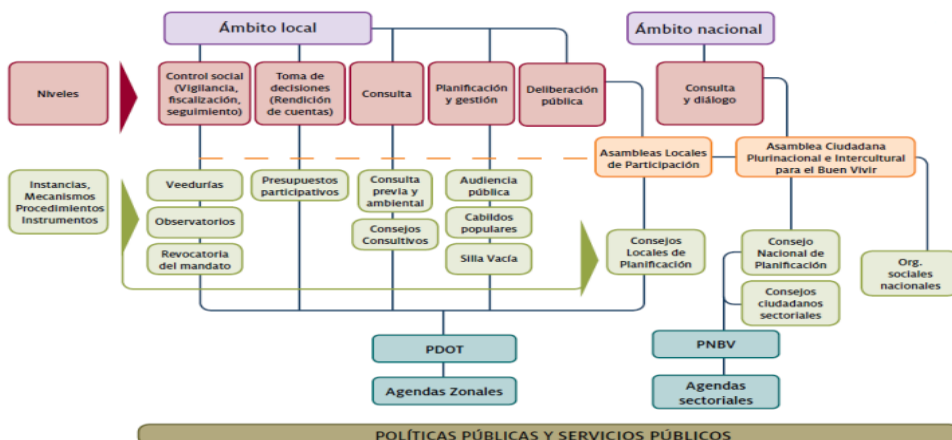 Ámbito local
Ámbito nacional
Niveles
Control social
(Vigilancia,
fiscalización,
seguimiento)
Toma de
decisiones
(Rendición
de cuentas)
Consulta
Planificación
y gestión
Deliberación
pública
Consulta
y diálogo
Asambleas Locales
de Participación
Asamblea Ciudadana
Plurinacional e Intercultural
para el Buen Vivir
Instancias,
Mecanismos
Procedimientos
Instrumentos
Veedurías
Observatorios
Revocatoria
del mandato
Presupuestos
participativos
Consulta
previa y
ambiental
Consejos
Consultivos
Audiencia
pública
Cabildos
populares
Silla Vacía
Consejos
Locales de
Planificación
Consejo
Nacional de
Planificación
Consejos
ciudadanos
sectoriales
Org.
sociales
nacionales
PDOT
Agendas Zonales
PNBV
Agendas
sectoriales
POLÍTICAS PÚBLICAS Y SERVICIOS PÚBLICOS